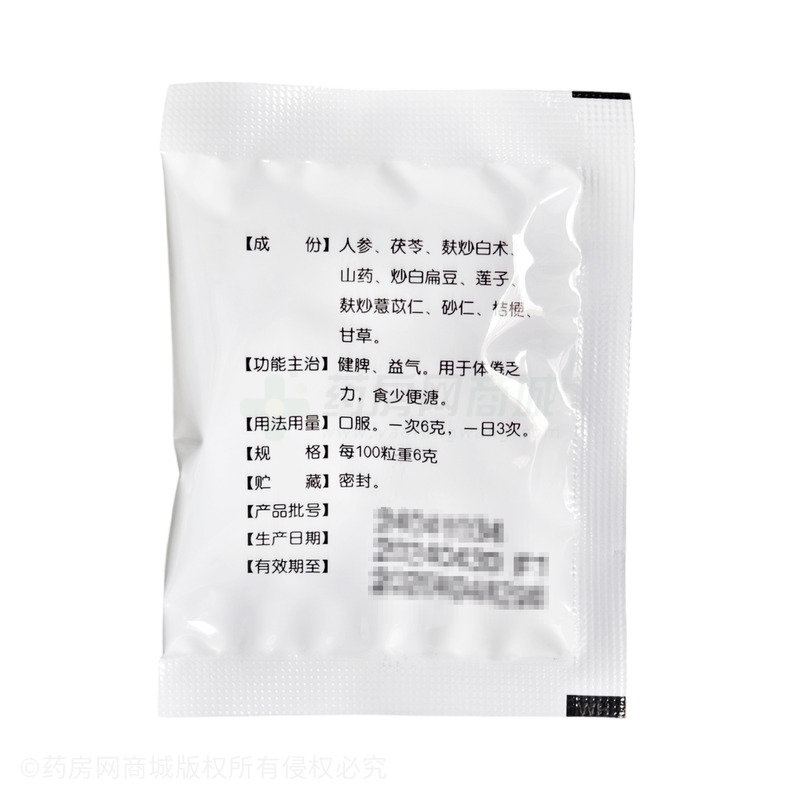 【成　　份】人参、茯苓、麸炒白术、
山药、炒白扁豆、莲子、
麸炒薏苡仁、砂仁、桔梗、
甘草。
【功能主治】健脾、益气。用于体倦乏
力，食少便溏。
【用法用量】口服。一次6克，一日3次。
【规　　格】每100粒重6克
【贮　　藏】密封。
【产品批号】
【生产日期】
【有效期至】
药房网商城
©药房网商城版权所有侵权必究